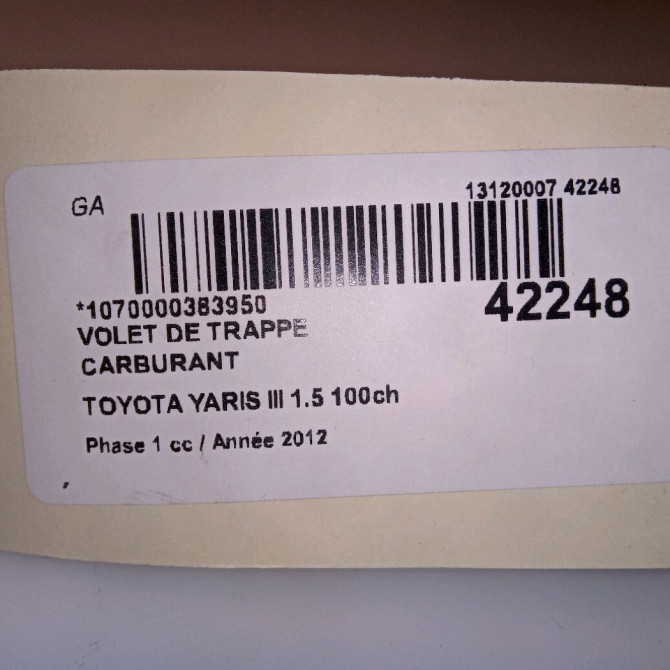 GA
13120007 42248
*1070000383950
42248
VOLET DE TRAPPE
CARBURANT
TOYOTA YARIS III 1.5 100ch
Phase 1 cc / Année 2012